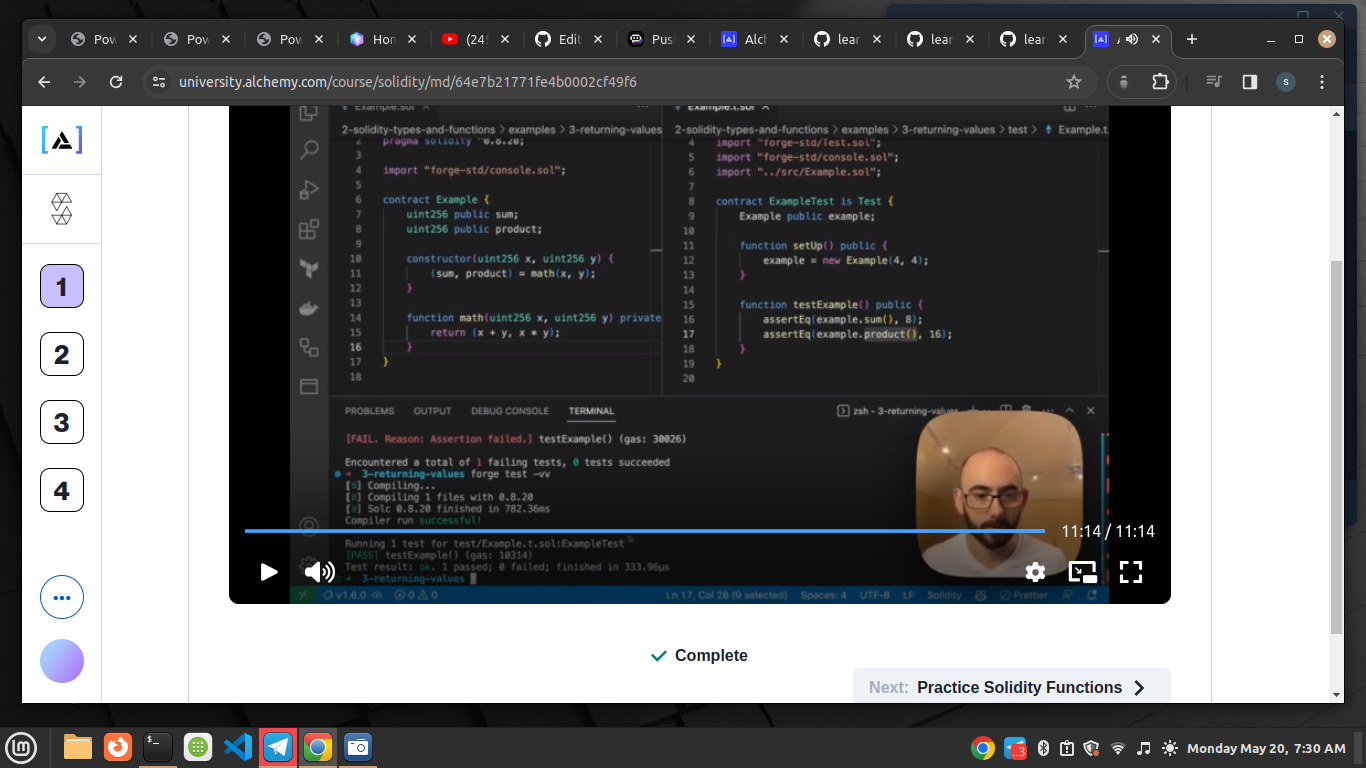 Pow
Pow
Pow
Hor
(24
Edit
Pus
Alch
lear
lear
lear
university.alchemy.com/course/solidity/md/64e7b21771fe4b0002cf49f6
S
1
2
3
4
Example.sol
Example.t.sol
2-solidity-types-and-functions > examples > 3-returning-values
2-solidity-types-and-functions > examples > 3-returning-values > test > Example.t.
2 pragma solidity ^0.8.20;
3
4 import "forge-std/console.sol";
5
6 contract Example {
7 uint256 public sum;
8 uint256 public product;
9
10 constructor(uint256 x, uint256 y) {
11 (sum, product) = math(x, y);
12 }
13
14 function math(uint256 x, uint256 y) private
15 return (x + y, x * y);
16 }
17 }
18
4 import "forge-std/Test.sol";
5 import "forge-std/console.sol";
6 import "../src/Example.sol";
7
8 contract ExampleTest is Test {
9 Example public example;
10
11 function setUp() public {
12 example = new Example(4, 4);
13 }
14
15 function testExample() public {
16 assertEq(example.sum(), 8);
17 assertEq(example.product(), 16);
18 }
19 }
20
PROBLEMS OUTPUT DEBUG CONSOLE TERMINAL
zsh - 3-returning-values
[FAIL. Reason: Assertion failed.] testExample() (gas: 30026)
Encountered a total of 1 failing tests, 0 tests succeeded
3-returning-values forge test -vv
[⠆] Compiling...
[⠆] Compiling 1 files with 0.8.20
[⠆] Solc 0.8.20 finished in 782.36ms
Compiler run successful!
Running 1 test for test/Example.t.sol:ExampleTest
[PASS] testExample() (gas: 10314)
Test result: ok. 1 passed; 0 failed; finished in 333.96µs
3-returning-values
11:14 / 11:14
v1.6.0 0 0
Ln 17, Col 26 (9 selected) Spaces: 4 UTF-8 LF Solidity Prettier
Complete
Next: Practice Solidity Functions
lm
$_
..3
Monday May 20, 7:30 AM